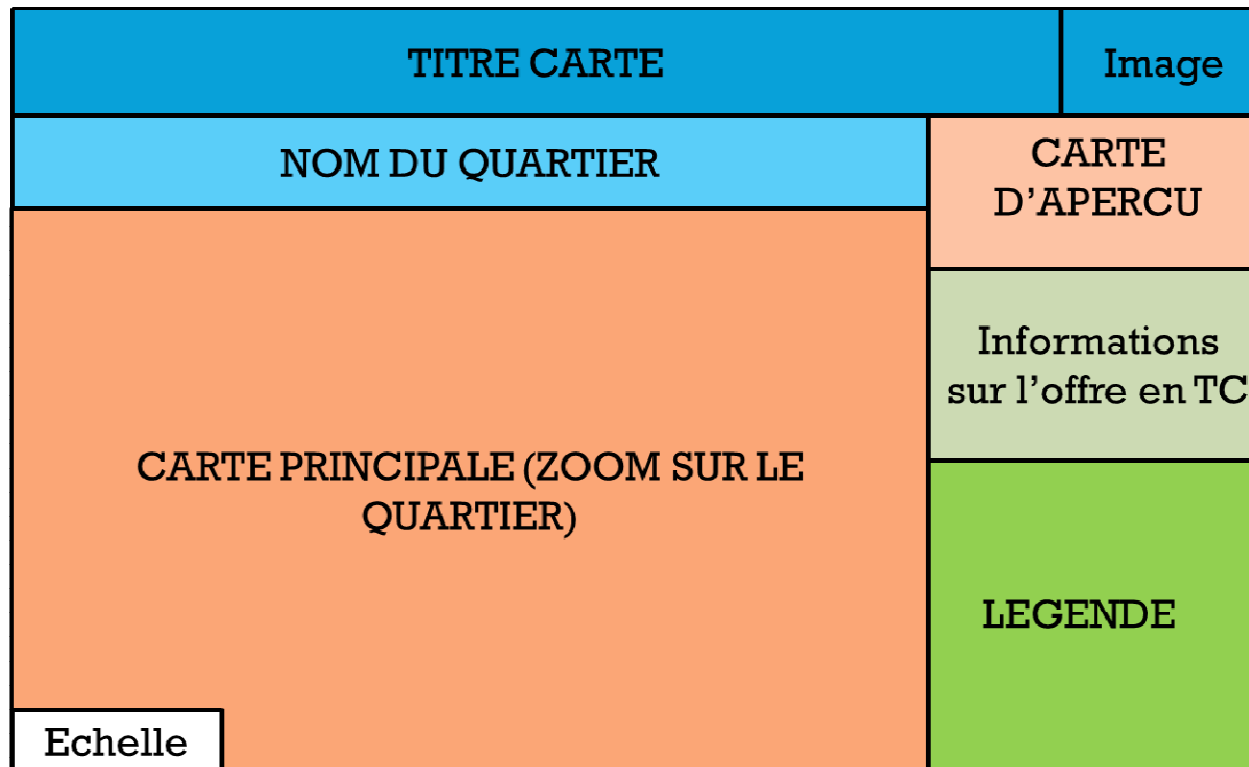 TITRE CARTE
Image
NOM DU QUARTIER
CARTE
D'APERCU
Informations
sur l'offre en TC
CARTE PRINCIPALE (ZOOM SUR LE
QUARTIER)
LEGENDE
Echelle